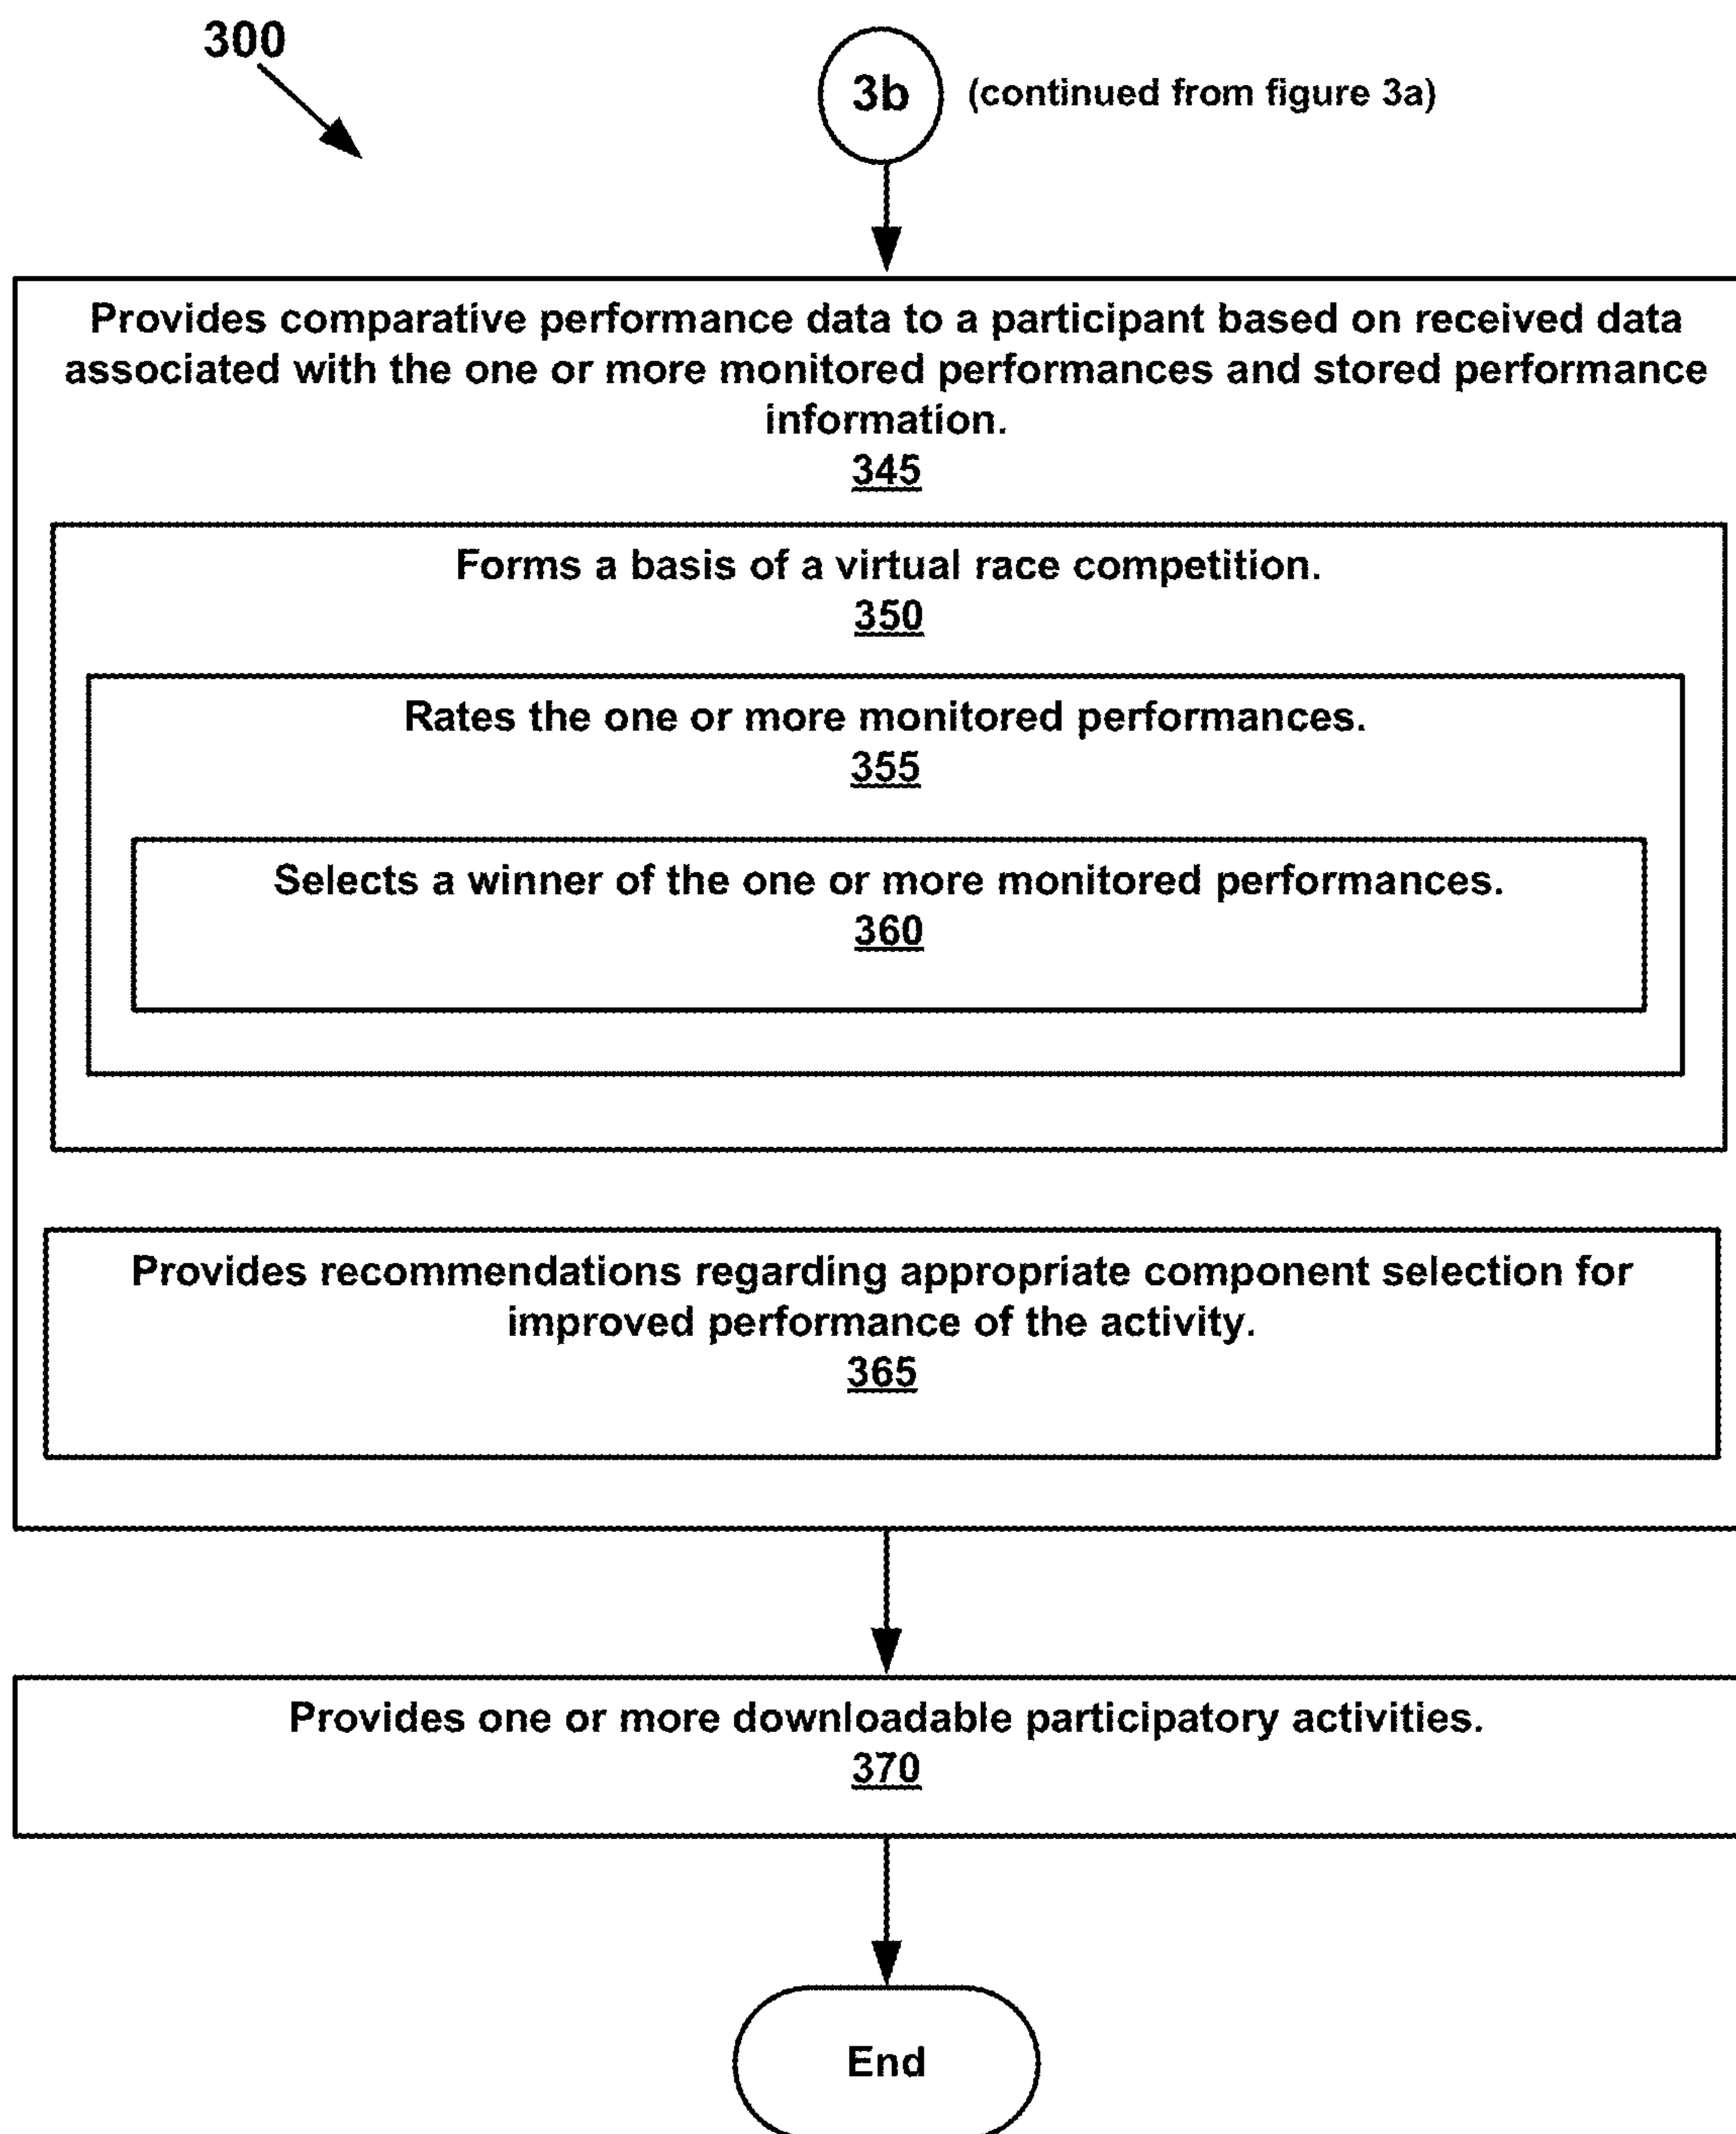 300
3b
(continued from figure 3a)
Provides comparative performance data to a participant based on received data
associated with the one or more monitored performances and stored performance
information.
345
Forms a basis of a virtual race competition.
350
Rates the one or more monitored performances.
355
Selects a winner of the one or more monitored performances.
360
Provides recommendations regarding appropriate component selection for
improved performance of the activity.
365
Provides one or more downloadable participatory activities.
370
End